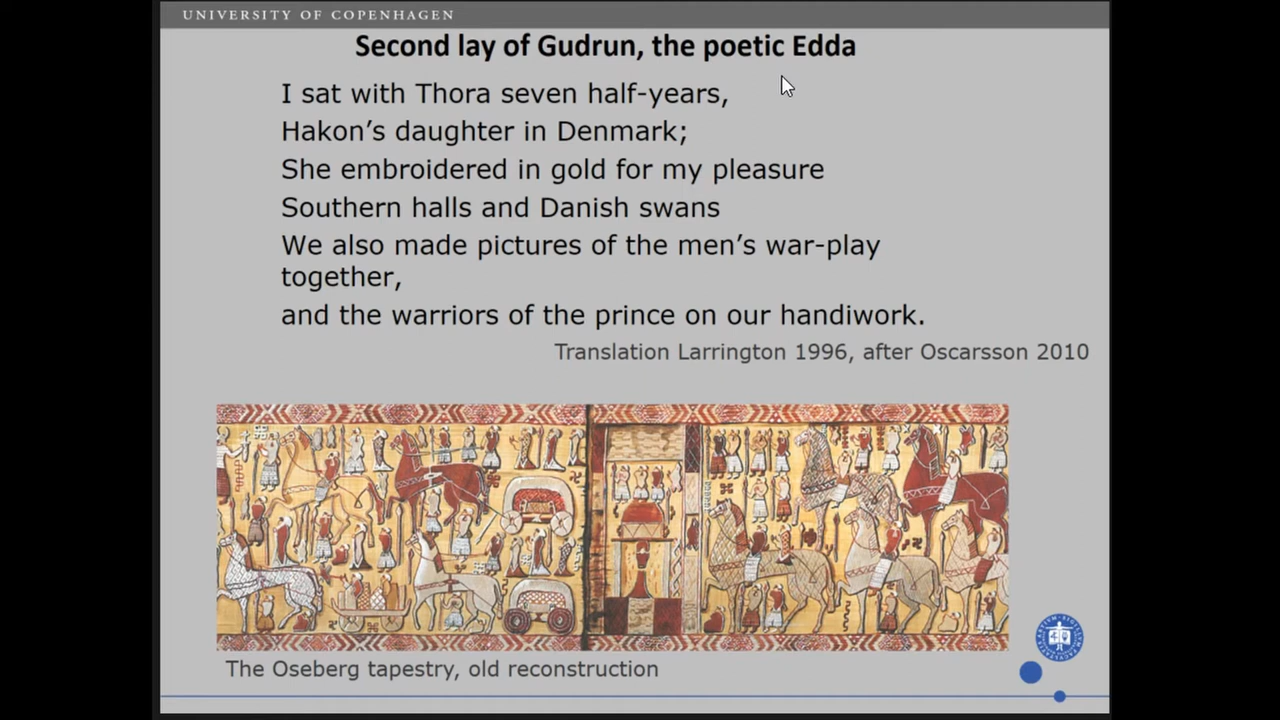 UNIVERSITY OF COPENHAGEN
Second lay of Gudrun, the poetic Edda
I sat with Thora seven half-years,
Hakon’s daughter in Denmark;
She embroidered in gold for my pleasure
Southern halls and Danish swans
We also made pictures of the men’s war-play
together,
and the warriors of the prince on our handiwork.
Translation Larrington 1996, after Oscarsson 2010
The Oseberg tapestry, old reconstruction